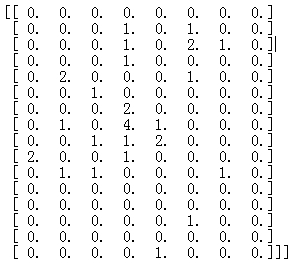 [[ 0. 0. 0. 0. 0. 0. 0. 0.]
[ 0. 0. 0. 1. 0. 1. 0. 0.]
[ 0. 0. 0. 1. 0. 2. 1. 0.]
[ 0. 0. 0. 1. 0. 0. 0. 0.]
[ 0. 2. 0. 0. 0. 1. 0. 0.]
[ 0. 0. 1. 0. 0. 0. 0. 0.]
[ 0. 0. 0. 2. 0. 0. 0. 0.]
[ 0. 1. 0. 4. 1. 0. 0. 0.]
[ 0. 0. 1. 1. 2. 0. 0. 0.]
[ 2. 0. 0. 1. 0. 0. 0. 0.]
[ 0. 1. 1. 0. 0. 0. 1. 0.]
[ 0. 0. 0. 0. 0. 0. 0. 0.]
[ 0. 0. 0. 0. 0. 0. 0. 0.]
[ 0. 0. 0. 0. 0. 1. 0. 0.]
[ 0. 0. 0. 0. 0. 0. 0. 0.]
[ 0. 0. 0. 0. 1. 0. 0. 0.]]]